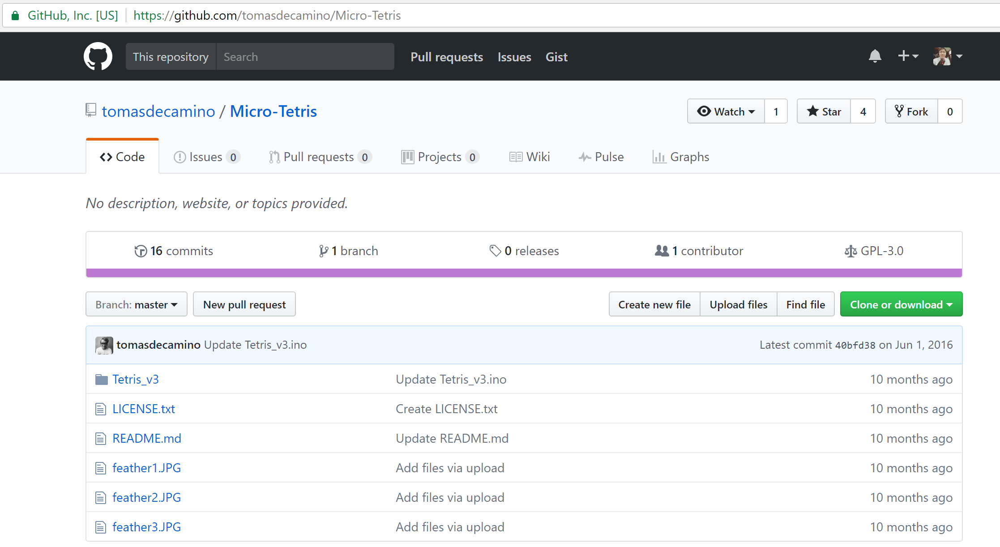 GitHub, Inc. [US] https://github.com/tomasdecamino/Micro-Tetris
This repository Search Pull requests Issues Gist
tomasdecamino / Micro-Tetris Watch 1 Star 4 Fork 0
Code Issues 0 Pull requests 0 Projects 0 Wiki Pulse Graphs
No description, website, or topics provided.
16 commits 1 branch 0 releases 1 contributor GPL-3.0
Branch: master New pull request Create new file Upload files Find file Clone or download
tomasdecamino Update Tetris_v3.ino Latest commit 40bfd38 on Jun 1, 2016
Tetris_v3 Update Tetris_v3.ino 10 months ago
LICENSE.txt Create LICENSE.txt 10 months ago
README.md Update README.md 10 months ago
feather1.JPG Add files via upload 10 months ago
feather2.JPG Add files via upload 10 months ago
feather3.JPG Add files via upload 10 months ago